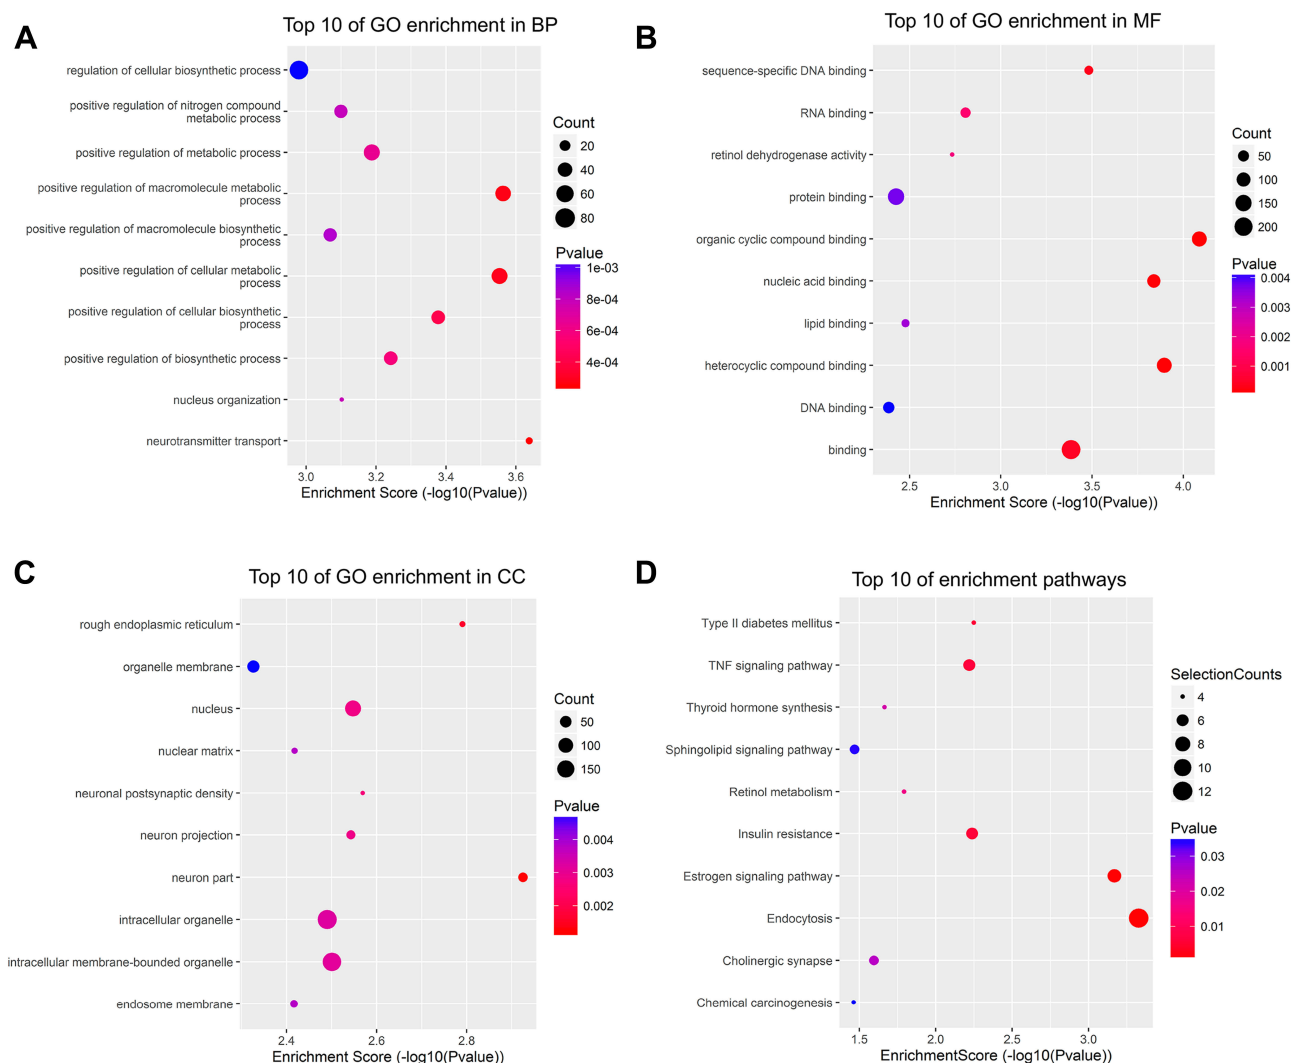 A
Top 10 of GO enrichment in BP
regulation of cellular biosynthetic process
positive regulation of nitrogen compound
metabolic process
positive regulation of metabolic process
positive regulation of macromolecule metabolic
process
positive regulation of macromolecule biosynthetic
process
positive regulation of cellular metabolic
process
positive regulation of cellular biosynthetic
process
positive regulation of biosynthetic process
nucleus organization
neurotransmitter transport
3.0 3.2 3.4 3.6
Enrichment Score (-log10(Pvalue))
Count
20
40
60
80
Pvalue
1e-03
8e-04
6e-04
4e-04
B
Top 10 of GO enrichment in MF
sequence-specific DNA binding
RNA binding
retinol dehydrogenase activity
protein binding
organic cyclic compound binding
nucleic acid binding
lipid binding
heterocyclic compound binding
DNA binding
binding
2.5 3.0 3.5 4.0
Enrichment Score (-log10(Pvalue))
Count
50
100
150
200
Pvalue
0.004
0.003
0.002
0.001
C
Top 10 of GO enrichment in CC
rough endoplasmic reticulum
organelle membrane
nucleus
nuclear matrix
neuronal postsynaptic density
neuron projection
neuron part
intracellular organelle
intracellular membrane-bounded organelle
endosome membrane
2.4 2.6 2.8
Enrichment Score (-log10(Pvalue))
Count
50
100
150
Pvalue
0.004
0.003
0.002
D
Top 10 of enrichment pathways
Type II diabetes mellitus
TNF signaling pathway
Thyroid hormone synthesis
Sphingolipid signaling pathway
Retinol metabolism
Insulin resistance
Estrogen signaling pathway
Endocytosis
Cholinergic synapse
Chemical carcinogenesis
1.5 2.0 2.5 3.0
EnrichmentScore (-log10(Pvalue))
SelectionCounts
4
6
8
10
12
Pvalue
0.03
0.02
0.01